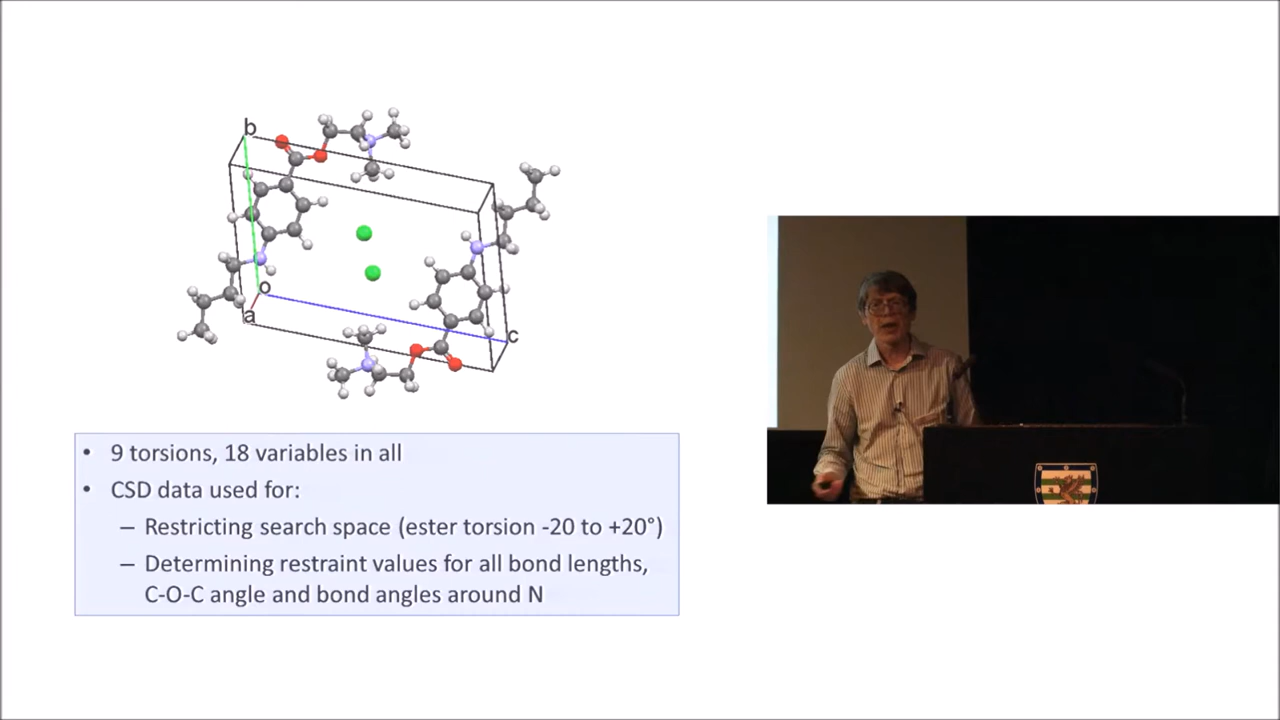 b
o
a
c
• 9 torsions, 18 variables in all
• CSD data used for:
– Restricting search space (ester torsion -20 to +20°)
– Determining restraint values for all bond lengths,
C-O-C angle and bond angles around N